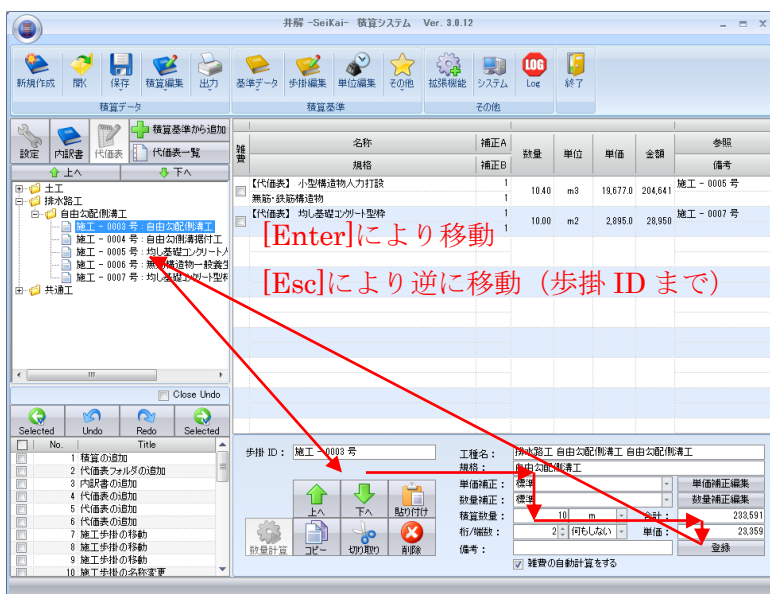 井解 -SeiKai- 積算システム Ver. 3.0.12
新規作成 開く 保存 積算編集 出力 基準データ 歩掛編集 単位編集 その他 拡張機能 システム Log 終了
LOG
積算データ 積算基準 その他
設定 内訳書 代価表 積算基準から追加
代価表一覧
上へ 下へ
土工
排水路工
自由勾配側溝工
施工 - 0003 号 : 自由勾配側溝工
施工 - 0004 号 : 自由勾側溝据付工
施工 - 0005 号 : 均し基礎コンクリート人
施工 - 0006 号 : 無筋構造物一般養生
施工 - 0007 号 : 均し基礎コンクリート型枠
共通工
雑費 名称 補正A 数量 単位 単価 金額 参照
規格 補正B 備考
【代価表】 小型構造物人力打設 1 10.40 m3 19,677.0 204,641 施工 - 0005 号
無筋・鉄筋構造物 1
【代価表】 均し基礎コンクリート型枠 1 10.00 m2 2,895.0 28,950 施工 - 0007 号
1
[Enter]により移動
[Esc]により逆に移動（歩掛 ID まで）
Close Undo
Selected Undo Redo Selected
No. Title
1 積算の追加
2 代価表フォルダの追加
3 内訳書の追加
4 代価表の追加
5 代価表の追加
6 代価表の追加
7 施工歩掛の移動
8 施工歩掛の移動
9 施工歩掛の移動
10 施工歩掛の名称変更
歩掛 ID : 施工 - 0003 号
上へ 下へ 貼り付け
数量計算 コピー 切り取り 削除
工種名 : 排水路工 自由勾配側溝工 自由勾配側溝工
規格 : 自由勾配側溝工
単価補正 : 標準 単価補正編集
数量補正 : 標準 数量補正編集
積算数量 : 10 m 合計 : 233,591
桁/端数 : 2 何もしない 単価 : 23,359
備考 : 登録
雑費の自動計算をする